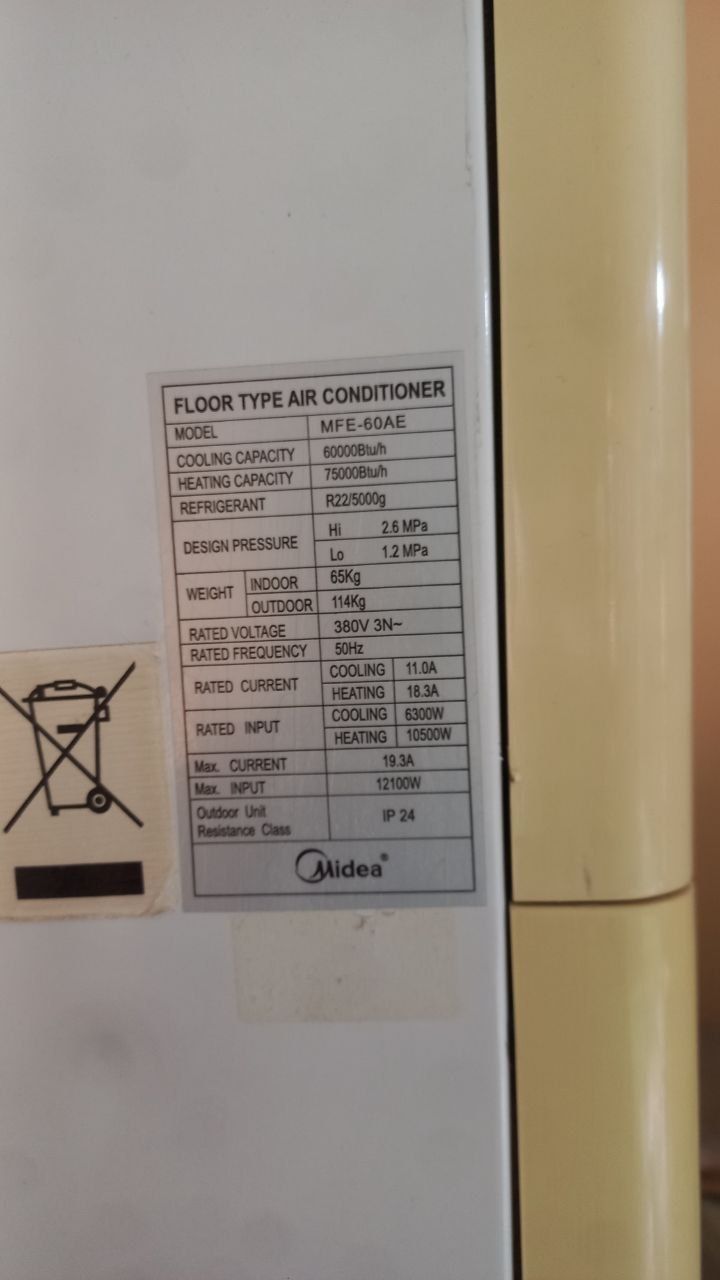 FLOOR TYPE AIR CONDITIONER
MODEL MFE-60AE
COOLING CAPACITY 60000Btu/h
HEATING CAPACITY 75000Btu/h
REFRIGERANT R22/5000g
DESIGN PRESSURE Hi 2.6 MPa
Lo 1.2 MPa
WEIGHT INDOOR 65Kg
OUTDOOR 114Kg
RATED VOLTAGE 380V 3N~
RATED FREQUENCY 50Hz
RATED CURRENT COOLING 11.0A
HEATING 18.3A
RATED INPUT COOLING 6300W
HEATING 10500W
Max. CURRENT 19.3A
Max. INPUT 12100W
Outdoor Unit
Resistance Class IP 24
Midea®